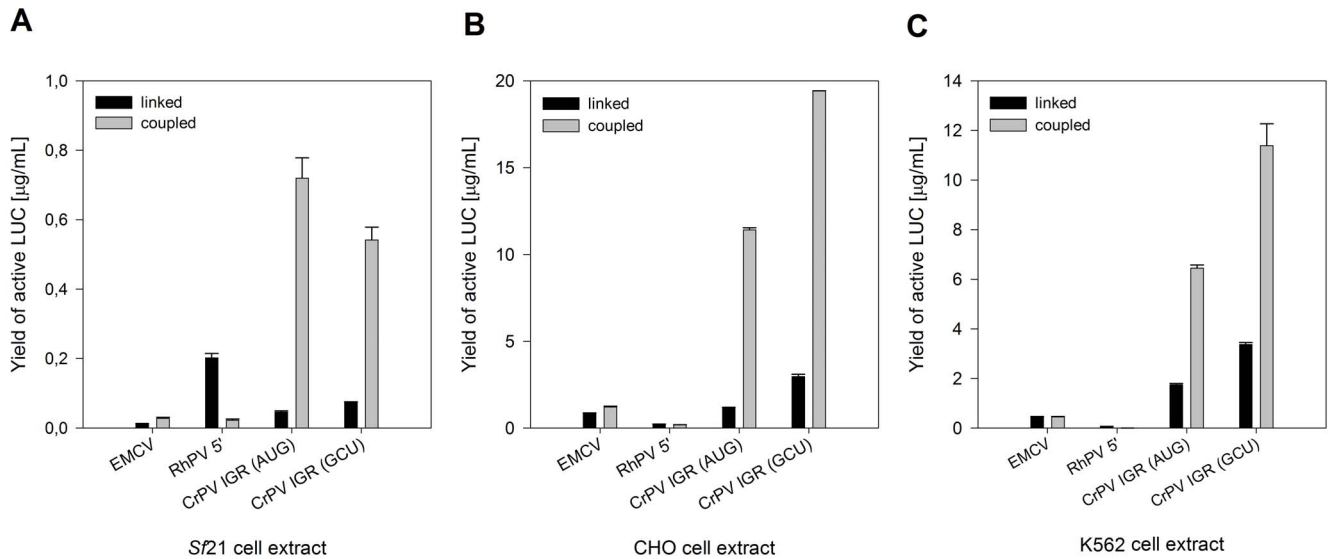 A
Yield of active LUC [µg/mL]
1,0
0,8
0,6
0,4
0,2
0,0
linked
coupled
EMCV
RhPV 5'
CrPV IGR (AUG)
CrPV IGR (GCU)
Sf21 cell extract
B
Yield of active LUC [µg/mL]
20
15
10
5
0
linked
coupled
EMCV
RhPV 5'
CrPV IGR (AUG)
CrPV IGR (GCU)
CHO cell extract
C
Yield of active LUC [µg/mL]
14
12
10
8
6
4
2
0
linked
coupled
EMCV
RhPV 5'
CrPV IGR (AUG)
CrPV IGR (GCU)
K562 cell extract